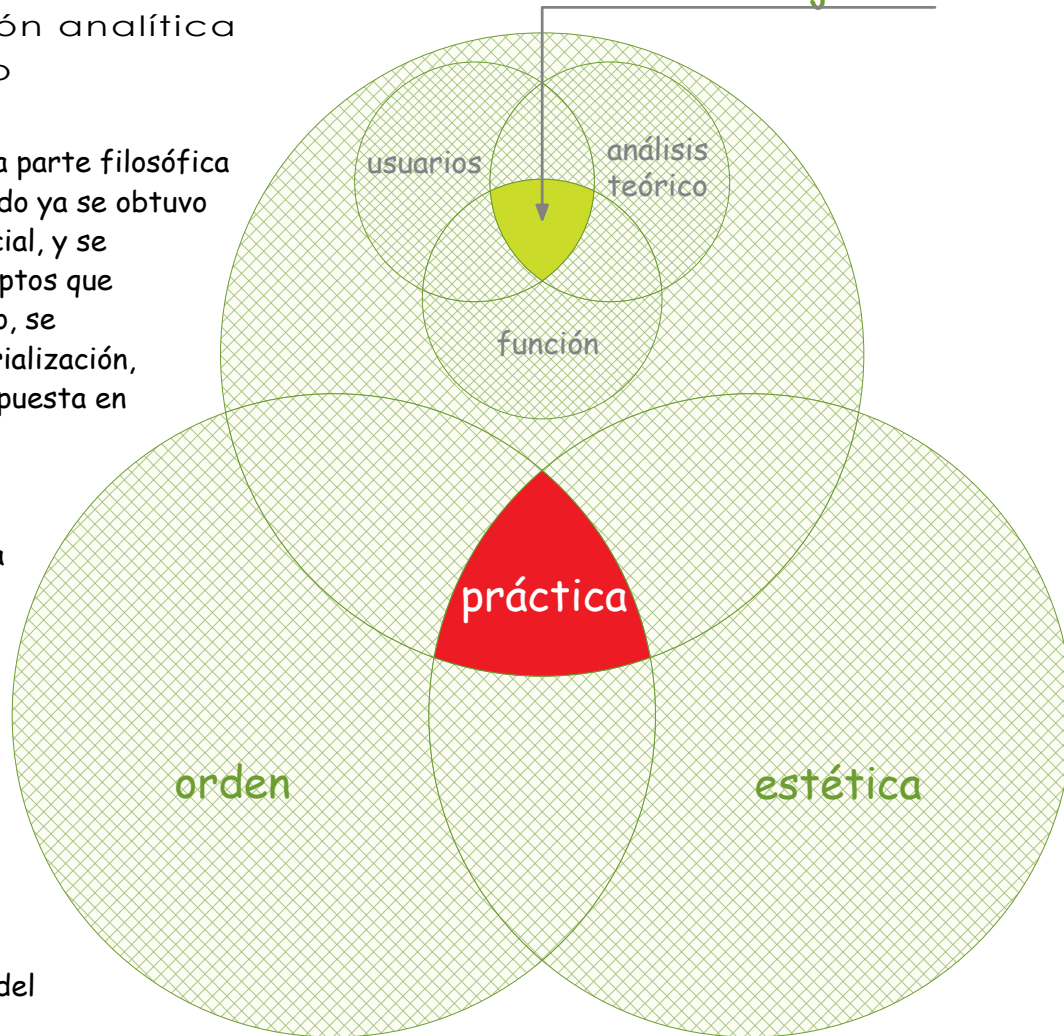 ón analítica
o
a parte filosófica
do ya se obtuvo
cial, y se
ptos que
o, se
rialización,
puesta en
a
del
usuarios
análisis
teórico
función
práctica
orden
estética